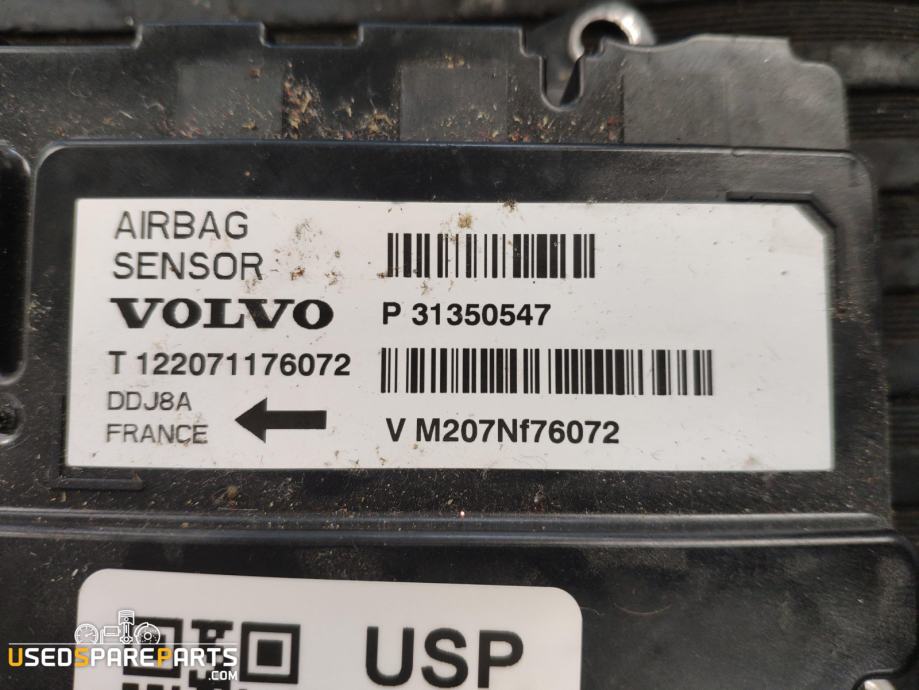 AIRBAG
SENSOR
VOLVO
P 31350547
T 122071176072
DDJ8A
FRANCE
V M207Nf76072
USP
USEDSPAREPARTS
.COM